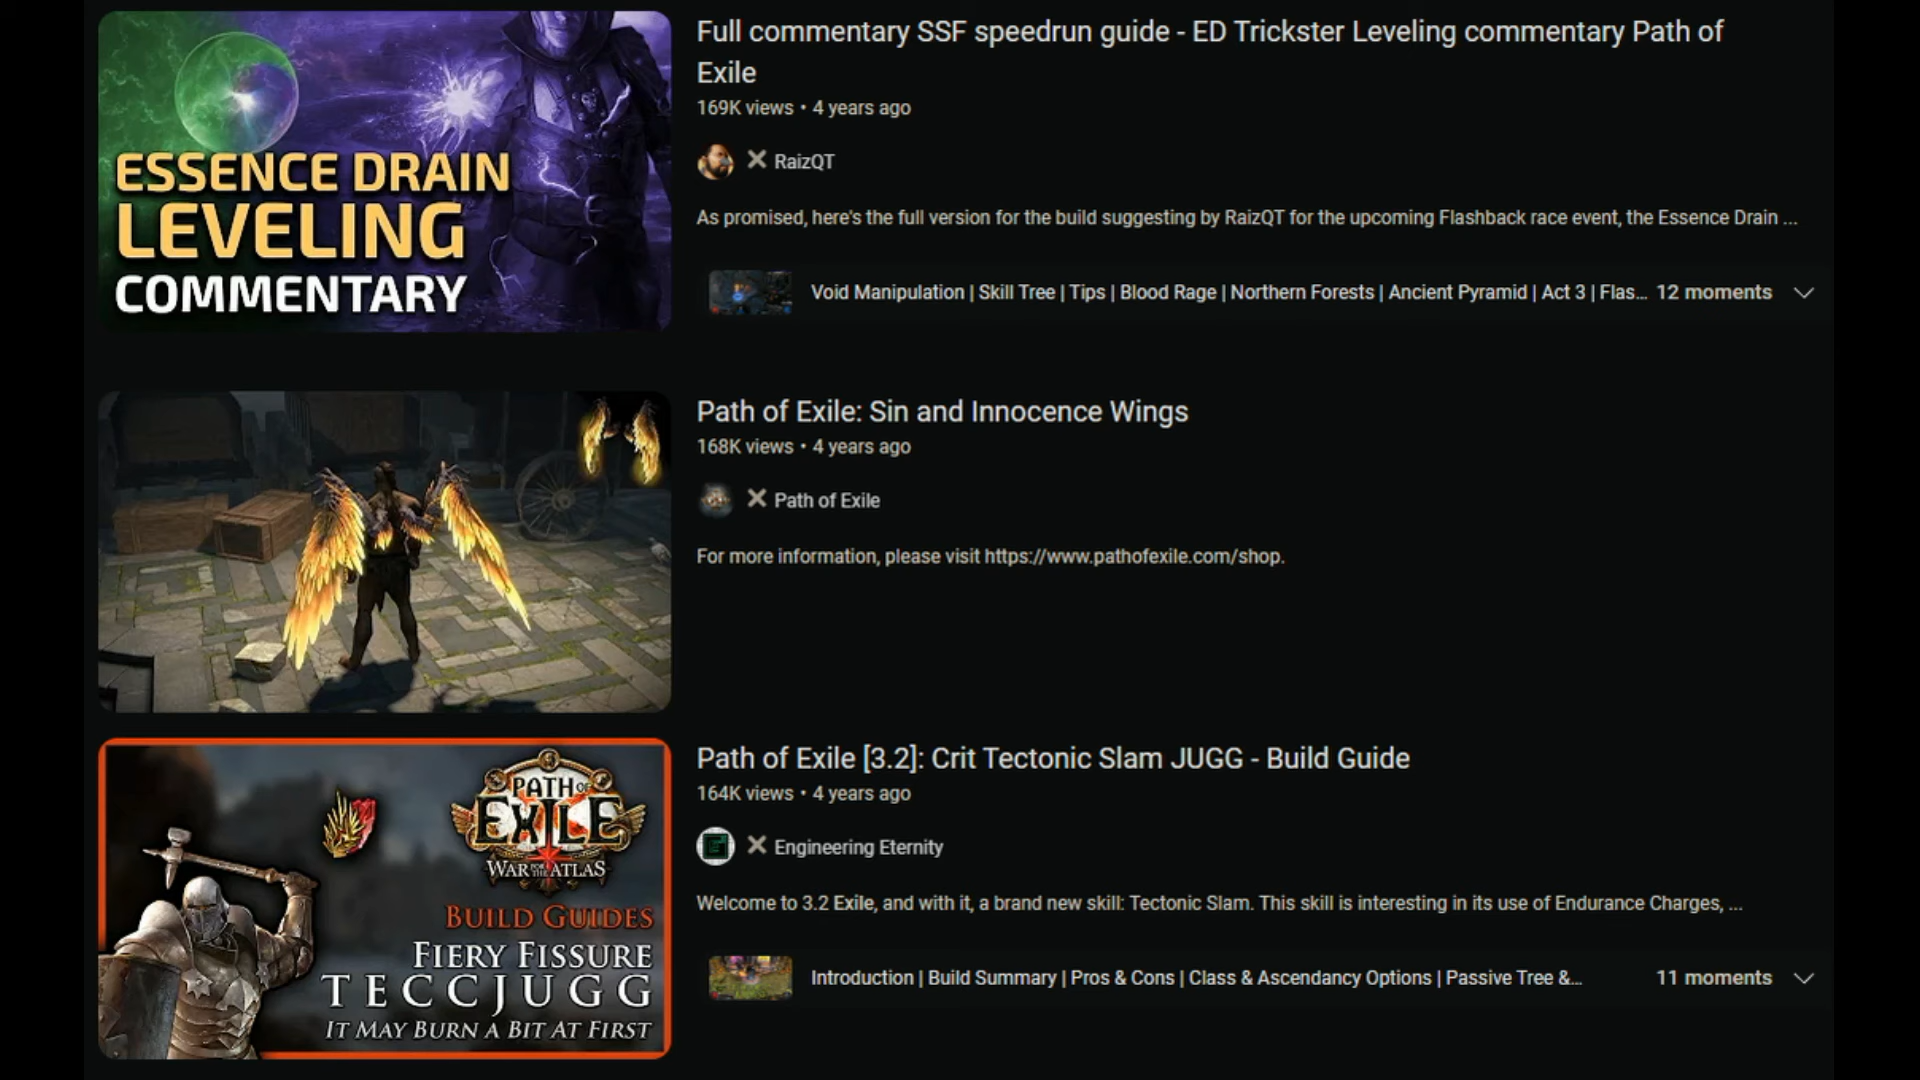 ESSENCE DRAIN
LEVELING
COMMENTARY
Full commentary SSF speedrun guide - ED Trickster Leveling commentary Path of
Exile
169K views • 4 years ago
RaizQT
As promised, here's the full version for the build suggesting by RaizQT for the upcoming Flashback race event, the Essence Drain ...
Void Manipulation | Skill Tree | Tips | Blood Rage | Northern Forests | Ancient Pyramid | Act 3 | Flas... 12 moments
Path of Exile: Sin and Innocence Wings
168K views • 4 years ago
Path of Exile
For more information, please visit https://www.pathofexile.com/shop.
PATH OF
EXILE
WAR FOR THE ATLAS
BUILD GUIDES
FIERY FISSURE
TECCJUGG
IT MAY BURN A BIT AT FIRST
Path of Exile [3.2]: Crit Tectonic Slam JUGG - Build Guide
164K views • 4 years ago
Engineering Eternity
Welcome to 3.2 Exile, and with it, a brand new skill: Tectonic Slam. This skill is interesting in its use of Endurance Charges, ...
Introduction | Build Summary | Pros & Cons | Class & Ascendancy Options | Passive Tree &... 11 moments